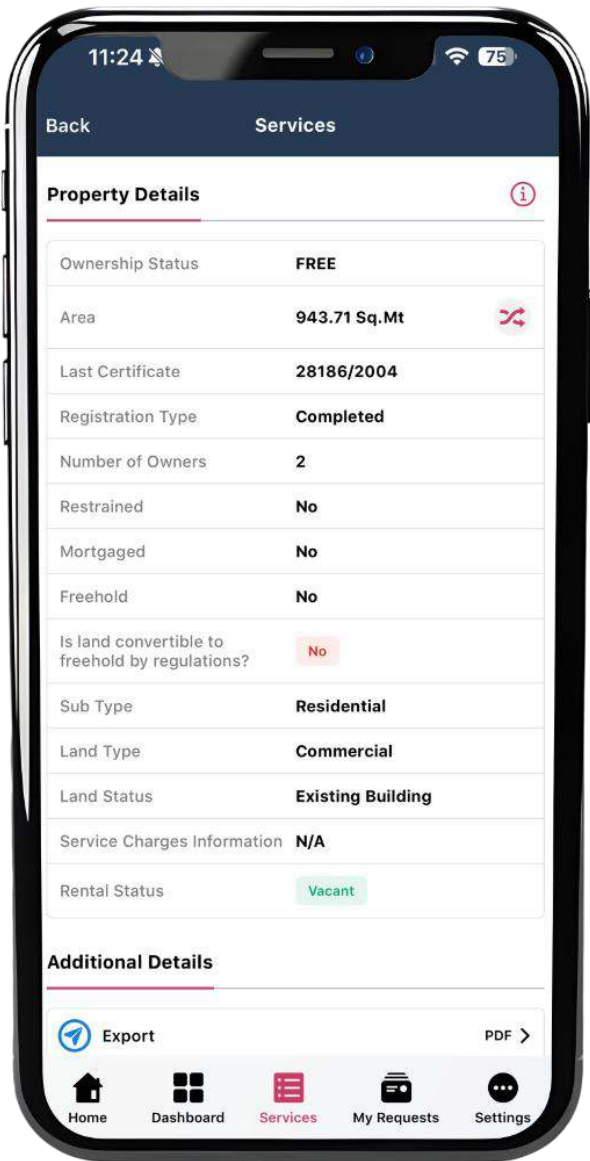 11:24
75
Back
Services
Property Details
Ownership Status FREE
Area 943.71 Sq.Mt
Last Certificate 28186/2004
Registration Type Completed
Number of Owners 2
Restrained No
Mortgaged No
Freehold No
Is land convertible to
freehold by regulations? No
Sub Type Residential
Land Type Commercial
Land Status Existing Building
Service Charges Information N/A
Rental Status Vacant
Additional Details
Export PDF
Home Dashboard Services My Requests Settings